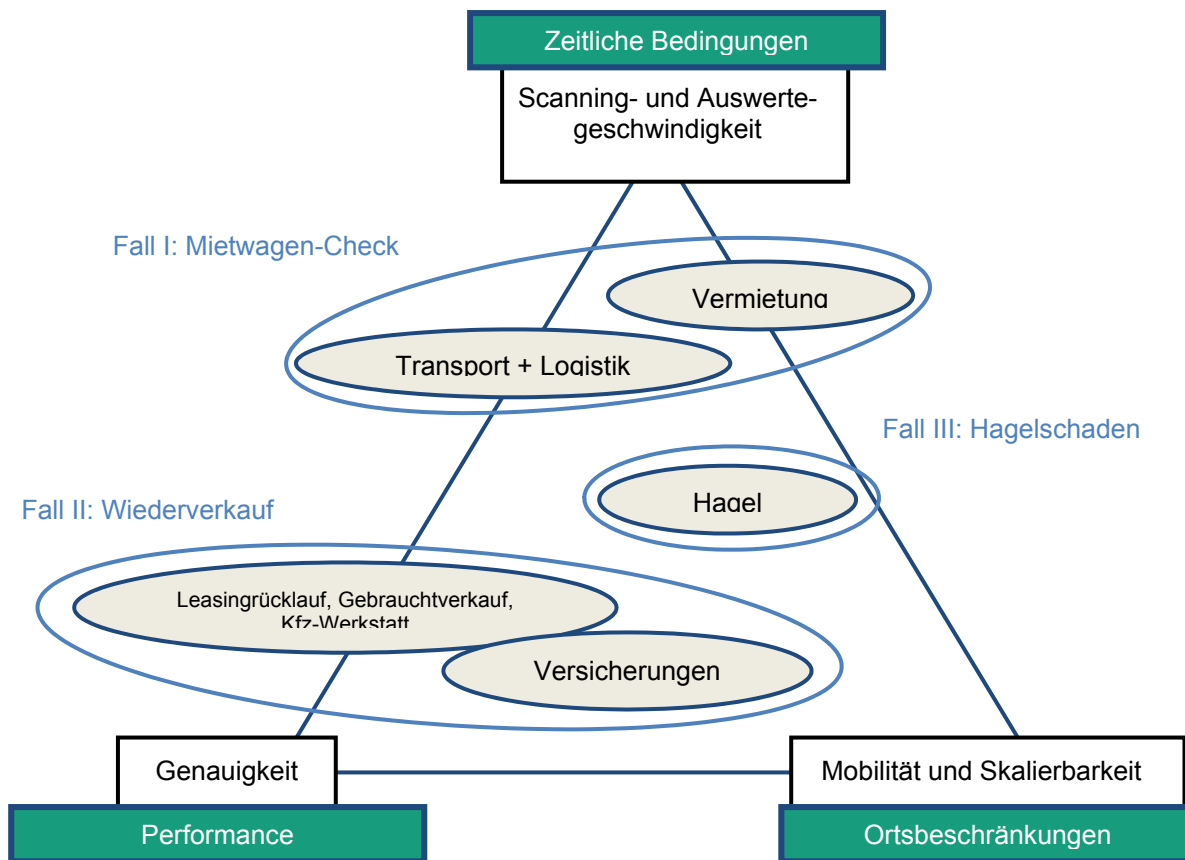 Zeitliche Bedingungen
Scanning- und Auswerte-
geschwindigkeit
Fall I: Mietwagen-Check
Vermietung
Transport + Logistik
Fall III: Hagelschaden
Hagel
Fall II: Wiederverkauf
Leasingrücklauf, Gebrauchtverkauf,
Kfz-Werkstatt
Versicherungen
Genauigkeit
Mobilität und Skalierbarkeit
Performance
Ortsbeschränkungen